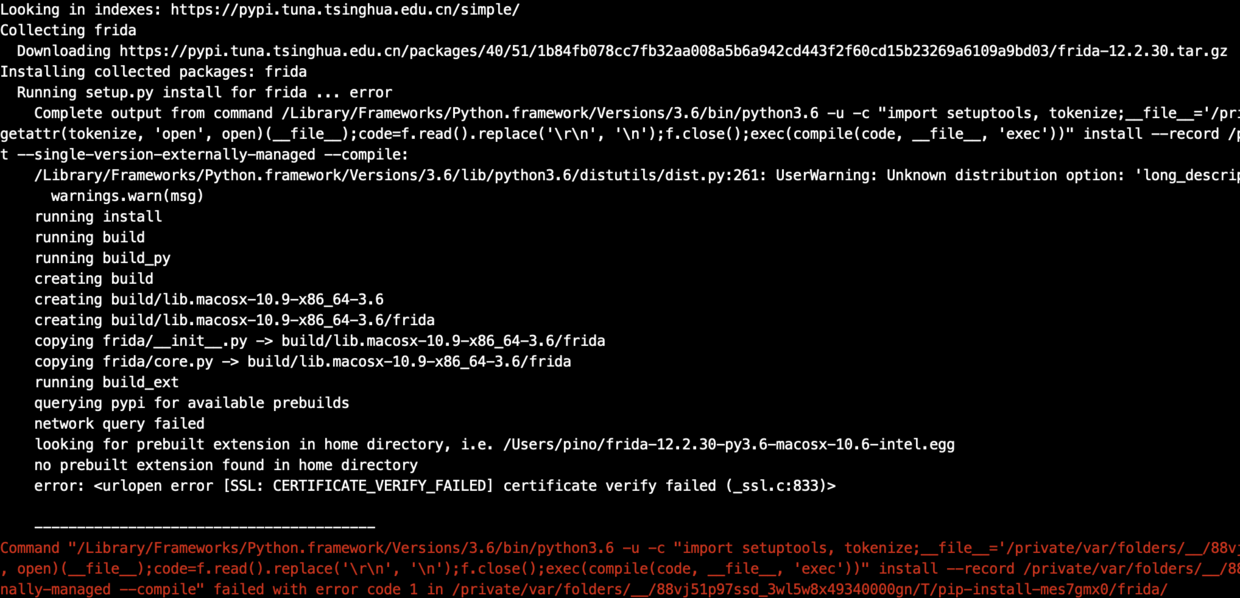 Looking in indexes: https://pypi.tuna.tsinghua.edu.cn/simple/
Collecting frida
Downloading https://pypi.tuna.tsinghua.edu.cn/packages/40/51/1b84fb078cc7fb32aa008a5b6a942cd443f2f60cd15b23269a6109a9bd03/frida-12.2.30.tar.gz
Installing collected packages: frida
Running setup.py install for frida ... error
Complete output from command /Library/Frameworks/Python.framework/Versions/3.6/bin/python3.6 -u -c "import setuptools, tokenize;__file__='/pri
getattr(tokenize, 'open', open)(__file__);code=f.read().replace('\r\n', '\n');f.close();exec(compile(code, __file__, 'exec'))" install --record /p
t --single-version-externally-managed --compile:
/Library/Frameworks/Python.framework/Versions/3.6/lib/python3.6/distutils/dist.py:261: UserWarning: Unknown distribution option: 'long_descrip
warnings.warn(msg)
running install
running build
running build_py
creating build
creating build/lib.macosx-10.9-x86_64-3.6
creating build/lib.macosx-10.9-x86_64-3.6/frida
copying frida/__init__.py -> build/lib.macosx-10.9-x86_64-3.6/frida
copying frida/core.py -> build/lib.macosx-10.9-x86_64-3.6/frida
running build_ext
querying pypi for available prebuilds
network query failed
looking for prebuilt extension in home directory, i.e. /Users/pino/frida-12.2.30-py3.6-macosx-10.6-intel.egg
no prebuilt extension found in home directory
error: <urlopen error [SSL: CERTIFICATE_VERIFY_FAILED] certificate verify failed (_ssl.c:833)>
----------------------------------------
Command "/Library/Frameworks/Python.framework/Versions/3.6/bin/python3.6 -u -c "import setuptools, tokenize;__file__='/private/var/folders/__/88vj
, open)(__file__);code=f.read().replace('\r\n', '\n');f.close();exec(compile(code, __file__, 'exec'))" install --record /private/var/folders/__/88
nally-managed --compile" failed with error code 1 in /private/var/folders/__/88vj51p97ssd_3wl5w8x49340000gn/T/pip-install-mes7gmx0/frida/